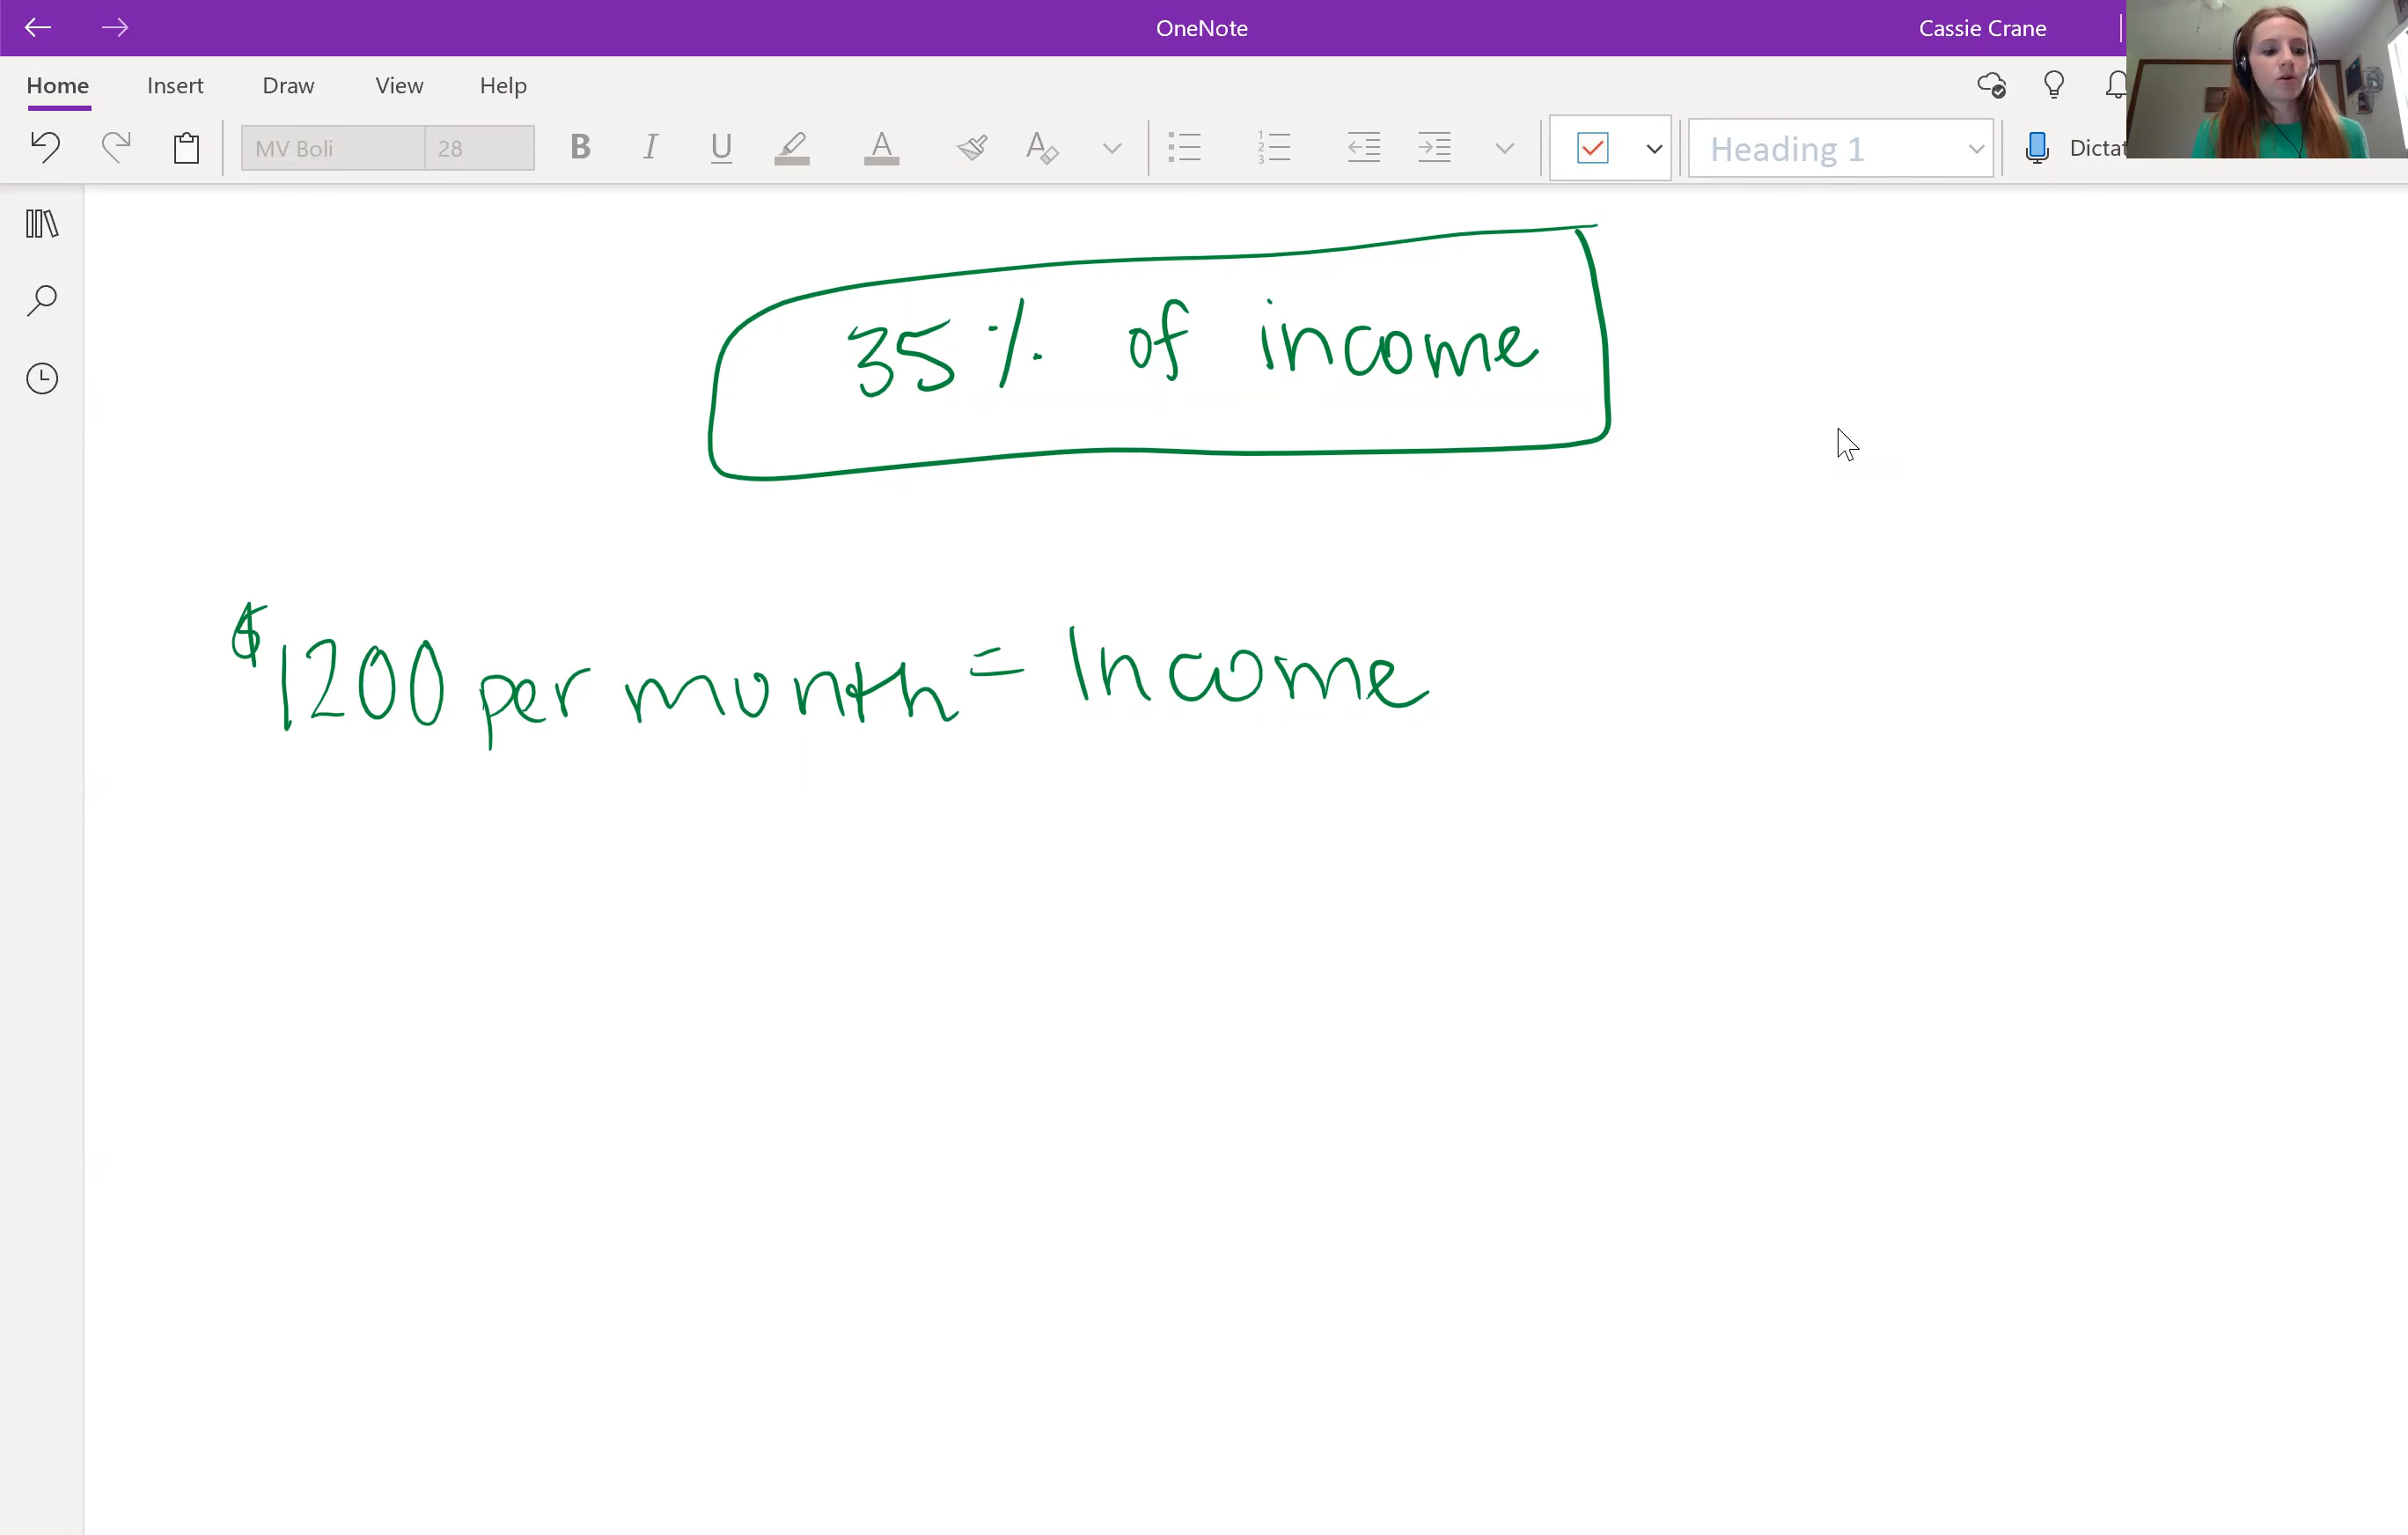 OneNote
Cassie Crane
Home Insert Draw View Help
MV Boli 28 B I U A A Heading 1 Dictat
35% of income
$1200 per month = Income